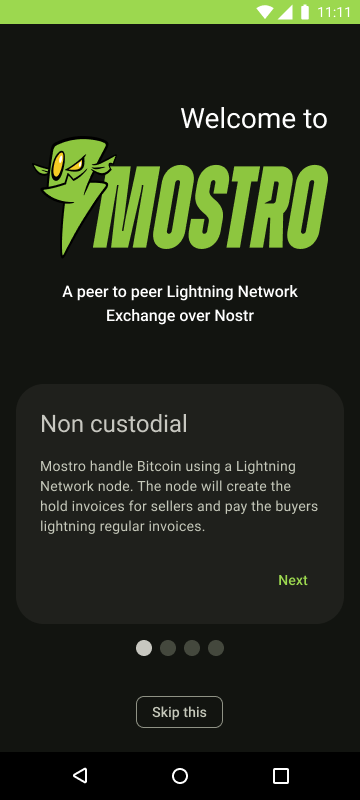 11:11
Welcome to
MOSTRO
A peer to peer Lightning Network
Exchange over Nostr
Non custodial
Mostro handle Bitcoin using a Lightning
Network node. The node will create the
hold invoices for sellers and pay the buyers
lightning regular invoices.
Next
Skip this